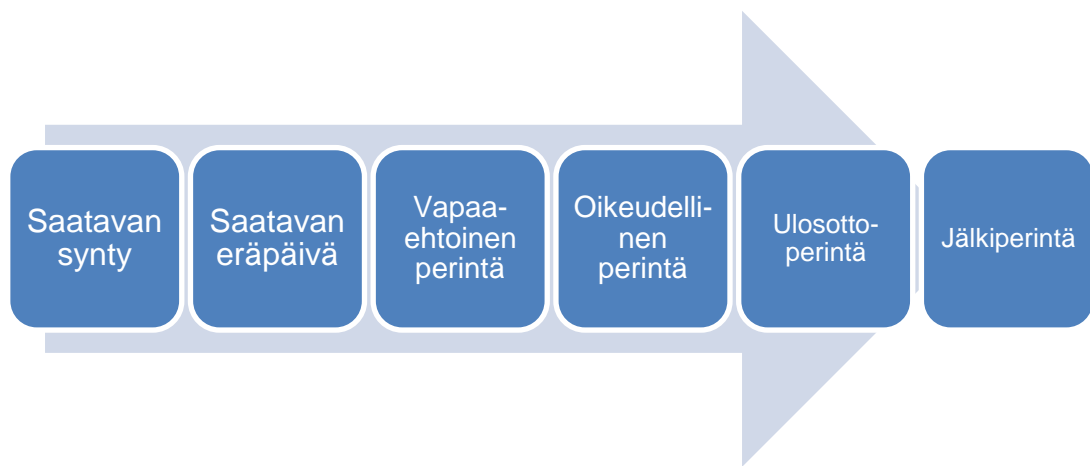 Saatavan
synty
Saatavan
eräpäivä
Vapaa-
ehtoinen
perintä
Oikeudelli-
nen
perintä
Ulosotto-
perintä
Jälkiperintä